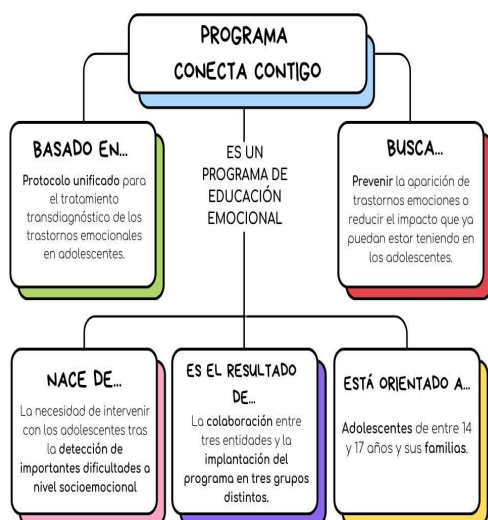 PROGRAMA
CONECTA CONTIGO
BASADO EN...
Protocolo unificado para
el tratamiento
transdiagnóstico de los
trastornos emocionales
en adolescentes.
ES UN
PROGRAMA DE
EDUCACIÓN
EMOCIONAL
BUSCA...
Prevenir la aparición de
trastornos emociones o
reducir el impacto que ya
puedan estar teniendo en
los adolescentes.
NACE DE...
La necesidad de intervenir
con los adolescentes tras
la detección de
importantes dificultades a
nivel socioemocional
ES EL RESULTADO
DE...
La colaboración entre
tres entidades y la
implantación del
programa en tres grupos
distintos.
ESTÁ ORIENTADO A...
Adolescentes de entre 14
y 17 años y sus familias.